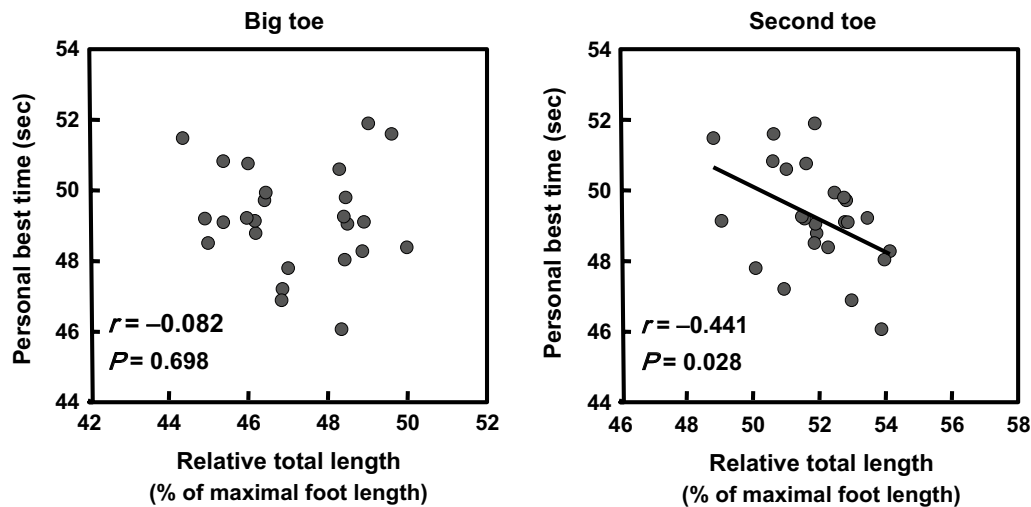 Big toe
54
52
50
48
46
44
42
44
46
48
50
52
Personal best time (sec)
r = –0.082
P = 0.698
Relative total length
(% of maximal foot length)
Second toe
54
52
50
48
46
44
46
48
50
52
54
56
58
Personal best time (sec)
r = –0.441
P = 0.028
Relative total length
(% of maximal foot length)